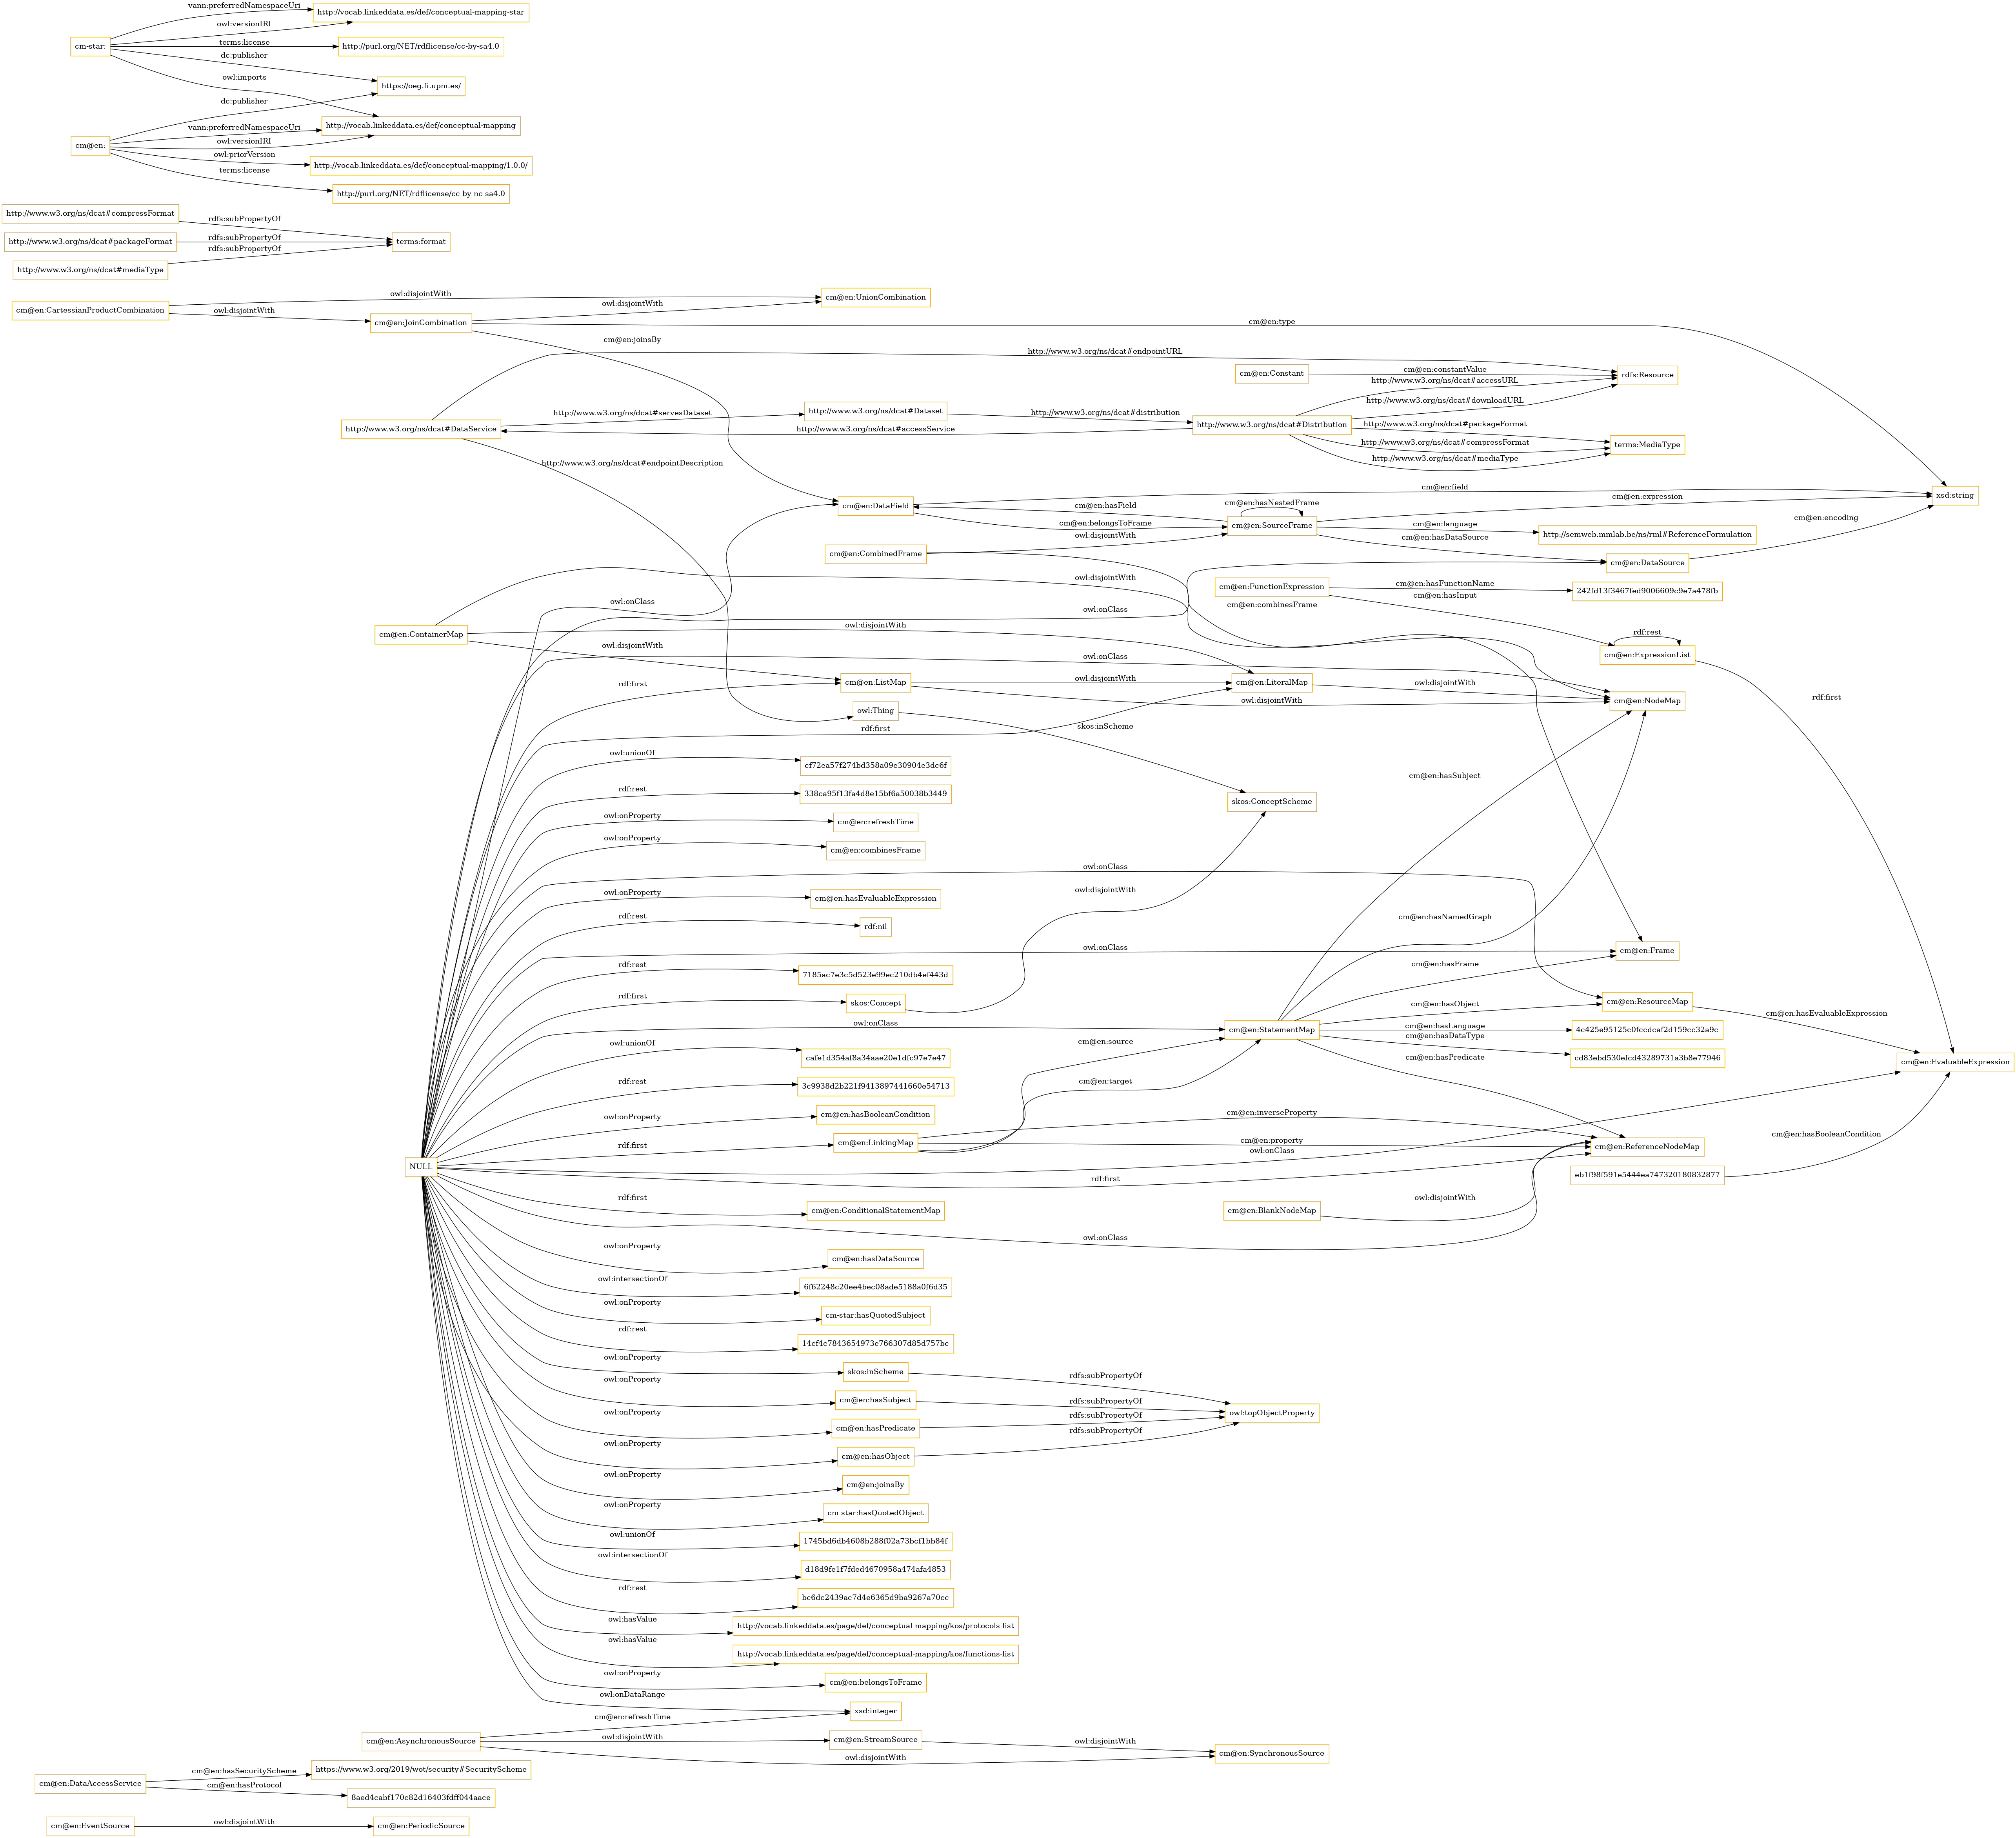 vann:preferredNamespaceUri
http://vocab.linkeddata.es/def/conceptual-mapping-star
owl:versionIRI
cm-star:
terms:license
http://purl.org/NET/rdflicense/cc-by-sa4.0
dc:publisher
https://oeg.fi.upm.es/
owl:imports
dc:publisher
http://vocab.linkeddata.es/def/conceptual-mapping
vann:preferredNamespaceUri
cm@en:
owl:versionIRI
owl:priorVersion
http://vocab.linkeddata.es/def/conceptual-mapping/1.0.0/
terms:license
http://purl.org/NET/rdflicense/cc-by-nc-sa4.0
http://www.w3.org/ns/dcat#compressFormat
rdfs:subPropertyOf
http://www.w3.org/ns/dcat#packageFormat
rdfs:subPropertyOf
terms:format
rdfs:subPropertyOf
http://www.w3.org/ns/dcat#mediaType
owl:disjointWith
cm@en:UnionCombination
cm@en:CartessianProductCombination
owl:disjointWith
owl:disjointWith
cm@en:JoinCombination
cm@en:type
cm@en:joinsBy
http://www.w3.org/ns/dcat#endpointURL
cm@en:Constant
cm@en:constantValue
rdfs:Resource
http://www.w3.org/ns/dcat#accessURL
http://www.w3.org/ns/dcat#downloadURL
http://www.w3.org/ns/dcat#servesDataset
http://www.w3.org/ns/dcat#Dataset
http://www.w3.org/ns/dcat#distribution
http://www.w3.org/ns/dcat#DataService
http://www.w3.org/ns/dcat#accessService
http://www.w3.org/ns/dcat#Distribution
http://www.w3.org/ns/dcat#packageFormat
http://www.w3.org/ns/dcat#compressFormat
terms:MediaType
http://www.w3.org/ns/dcat#mediaType
http://www.w3.org/ns/dcat#endpointDescription
cm@en:field
xsd:string
cm@en:DataField
cm@en:hasField
cm@en:hasNestedFrame
cm@en:expression
cm@en:belongsToFrame
cm@en:SourceFrame
cm@en:language
http://semweb.mmlab.be/ns/rml#ReferenceFormulation
cm@en:encoding
owl:disjointWith
cm@en:hasDataSource
cm@en:CombinedFrame
cm@en:DataSource
owl:disjointWith
cm@en:FunctionExpression
cm@en:hasFunctionName
242fd13f3467fed9006609c9e7a478fb
cm@en:hasInput
owl:onClass
owl:onClass
cm@en:combinesFrame
cm@en:ContainerMap
owl:disjointWith
rdf:rest
owl:disjointWith
cm@en:ExpressionList
owl:onClass
rdf:first
cm@en:ListMap
owl:disjointWith
cm@en:LiteralMap
owl:disjointWith
rdf:first
owl:disjointWith
cm@en:NodeMap
owl:Thing
rdf:first
skos:inScheme
owl:unionOf
cf72ea57f274bd358a09e30904e3dc6f
cm@en:hasSubject
rdf:rest
338ca95f13fa4d8e15bf6a50038b3449
skos:ConceptScheme
owl:onProperty
cm@en:refreshTime
owl:onProperty
cm@en:combinesFrame
owl:onClass
owl:onProperty
cm@en:hasEvaluableExpression
owl:disjointWith
rdf:rest
rdf:nil
cm@en:hasNamedGraph
owl:onClass
cm@en:Frame
rdf:rest
7185ac7e3c5d523e99ec210db4ef443d
cm@en:hasFrame
rdf:first
skos:Concept
cm@en:hasObject
cm@en:ResourceMap
cm@en:hasEvaluableExpression
owl:onClass
cm@en:StatementMap
cm@en:hasLanguage
4c425e95125c0fccdcaf2d159cc32a9c
cm@en:hasDataType
cd83ebd530efcd43289731a3b8e77946
owl:unionOf
cafe1d354af8a34aae20e1dfc97e7e47
cm@en:source
cm@en:hasPredicate
cm@en:EvaluableExpression
rdf:rest
3c9938d2b221f9413897441660e54713
cm@en:target
owl:onProperty
cm@en:hasBooleanCondition
cm@en:inverseProperty
rdf:first
cm@en:LinkingMap
cm@en:property
cm@en:ReferenceNodeMap
owl:onClass
cm@en:hasBooleanCondition
NULL
rdf:first
eb1f98f591e5444ea747320180832877
rdf:first
cm@en:ConditionalStatementMap
cm@en:BlankNodeMap
owl:disjointWith
owl:onClass
owl:onProperty
cm@en:hasDataSource
owl:intersectionOf
6f62248c20ee4bec08ade5188a0f6d35
owl:onProperty
cm-star:hasQuotedSubject
rdf:rest
14cf4c7843654973e766307d85d757bc
owl:onProperty
skos:inScheme
rdfs:subPropertyOf
owl:onProperty
cm@en:hasSubject
rdfs:subPropertyOf
owl:topObjectProperty
owl:onProperty
cm@en:hasPredicate
rdfs:subPropertyOf
owl:onProperty
cm@en:hasObject
rdfs:subPropertyOf
owl:onProperty
cm@en:joinsBy
owl:onProperty
cm-star:hasQuotedObject
owl:unionOf
1745bd6db4608b288f02a73bcf1bb84f
owl:intersectionOf
d18d9fe1f7fded4670958a474afa4853
rdf:rest
bc6dc2439ac7d4e6365d9ba9267a70cc
owl:hasValue
http://vocab.linkeddata.es/page/def/conceptual-mapping/kos/protocols-list
owl:hasValue
http://vocab.linkeddata.es/page/def/conceptual-mapping/kos/functions-list
owl:onProperty
cm@en:belongsToFrame
owl:onDataRange
xsd:integer
cm@en:refreshTime
cm@en:AsynchronousSource
owl:disjointWith
cm@en:StreamSource
owl:disjointWith
owl:disjointWith
cm@en:SynchronousSource
cm@en:DataAccessService
cm@en:hasSecurityScheme
https://www.w3.org/2019/wot/security#SecurityScheme
cm@en:hasProtocol
8aed4cabf170c82d16403fdff044aace
cm@en:EventSource
owl:disjointWith
cm@en:PeriodicSource